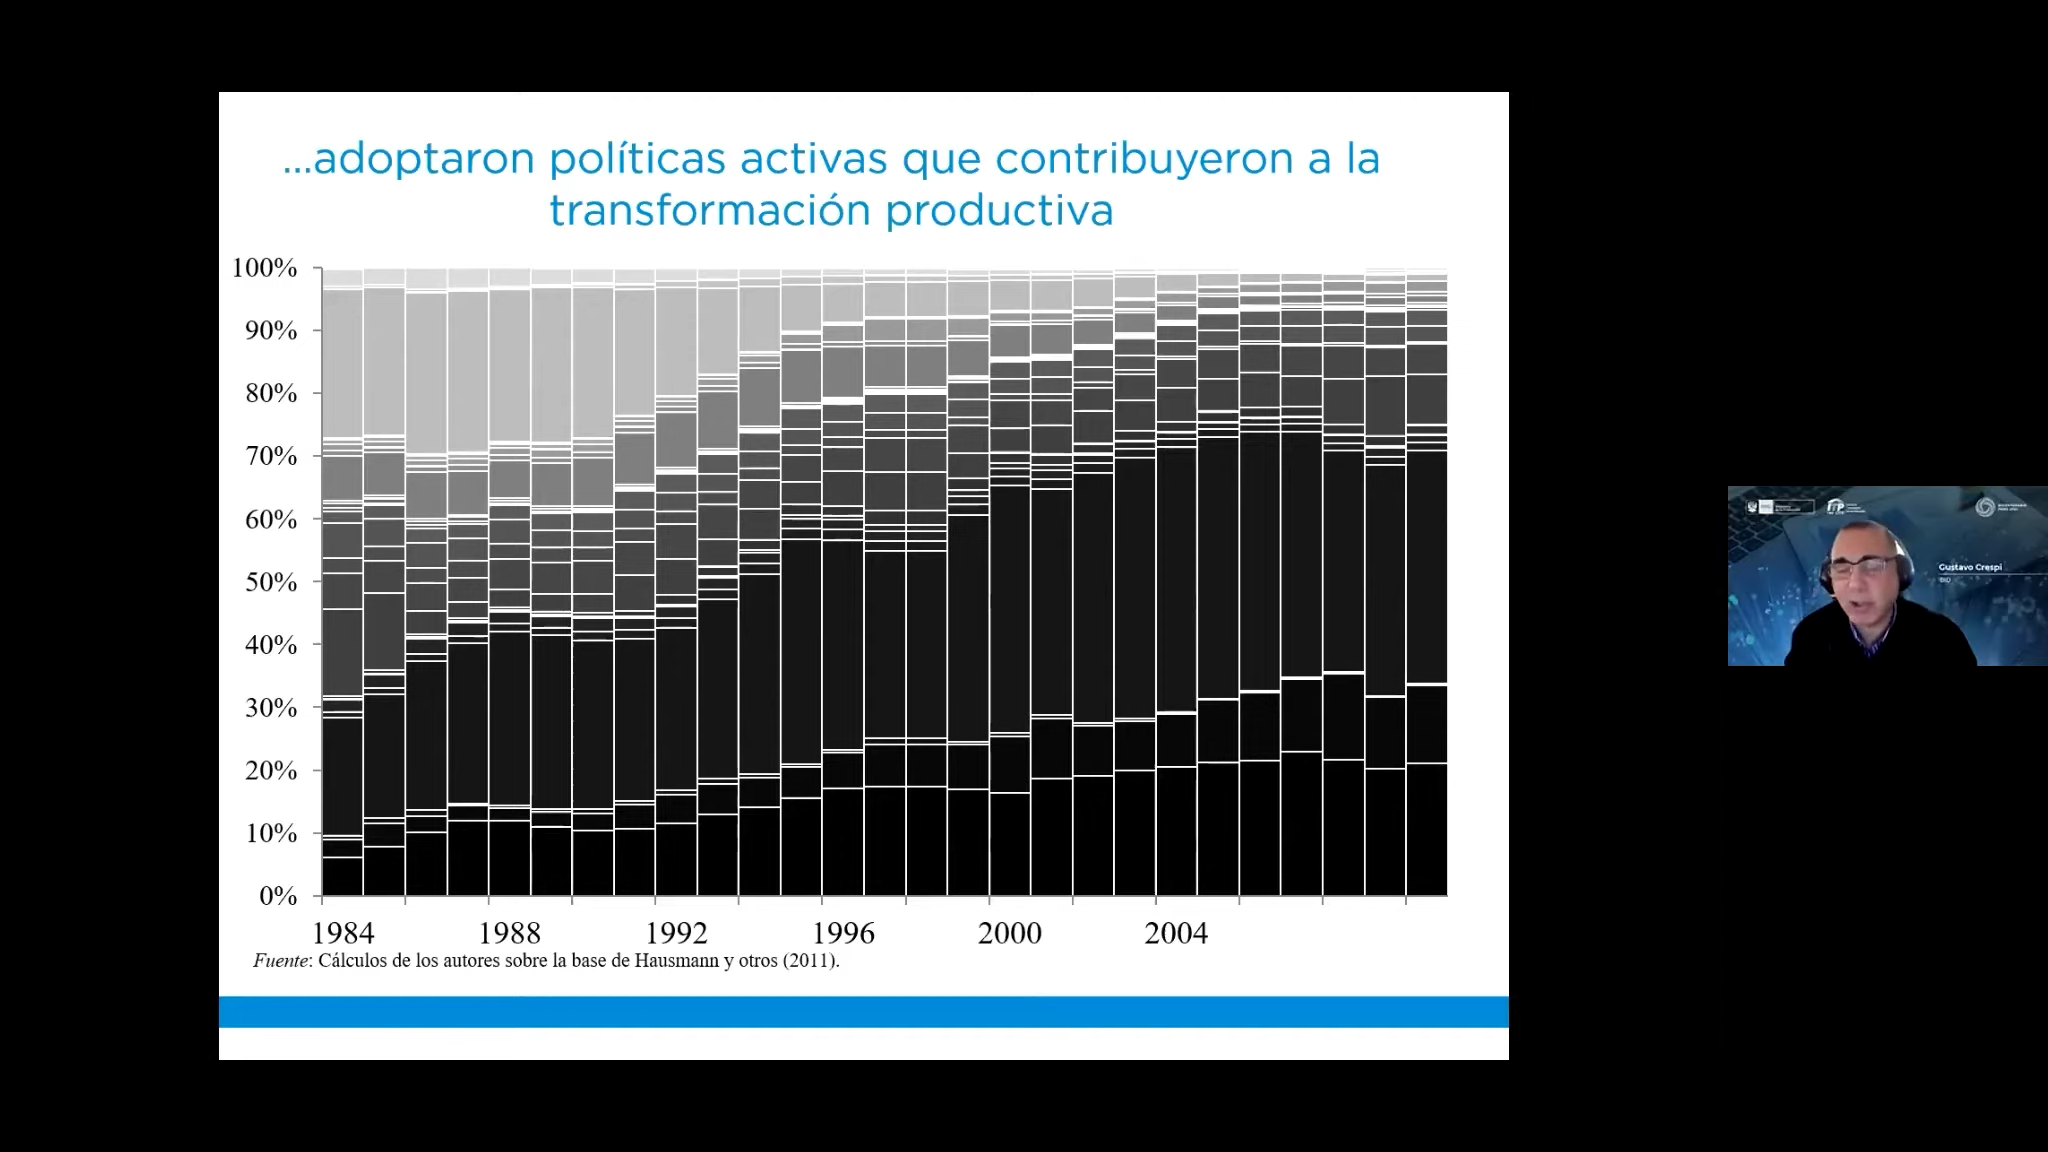 ...adoptaron políticas activas que contribuyeron a la
transformación productiva
100%
90%
80%
70%
60%
50%
40%
30%
20%
10%
0%
1984 1988 1992 1996 2000 2004
Fuente: Cálculos de los autores sobre la base de Hausmann y otros (2011).
Gustavo Crespi
BID